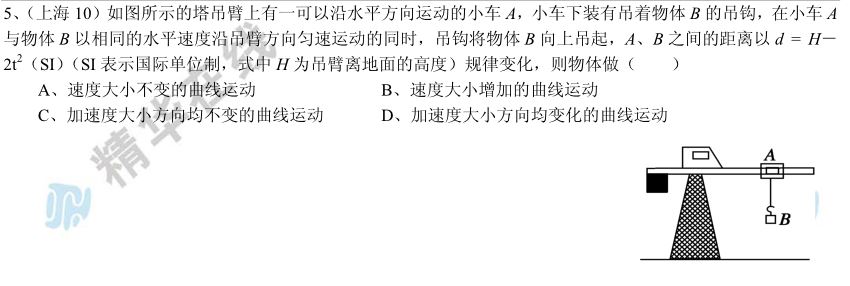 5、（上海 10）如图所示的塔吊臂上有一可以沿水平方向运动的小车 A，小车下装有吊着物体 B 的吊钩，在小车 A
与物体 B 以相同的水平速度沿吊臂方向匀速运动的同时，吊钩将物体 B 向上吊起，A、B 之间的距离以 d = H－
2t²（SI）（SI 表示国际单位制，式中 H 为吊臂离地面的高度）规律变化，则物体做（　　）
A、速度大小不变的曲线运动　　B、速度大小增加的曲线运动
C、加速度大小方向均不变的曲线运动　　D、加速度大小方向均变化的曲线运动
精华在线
A
B